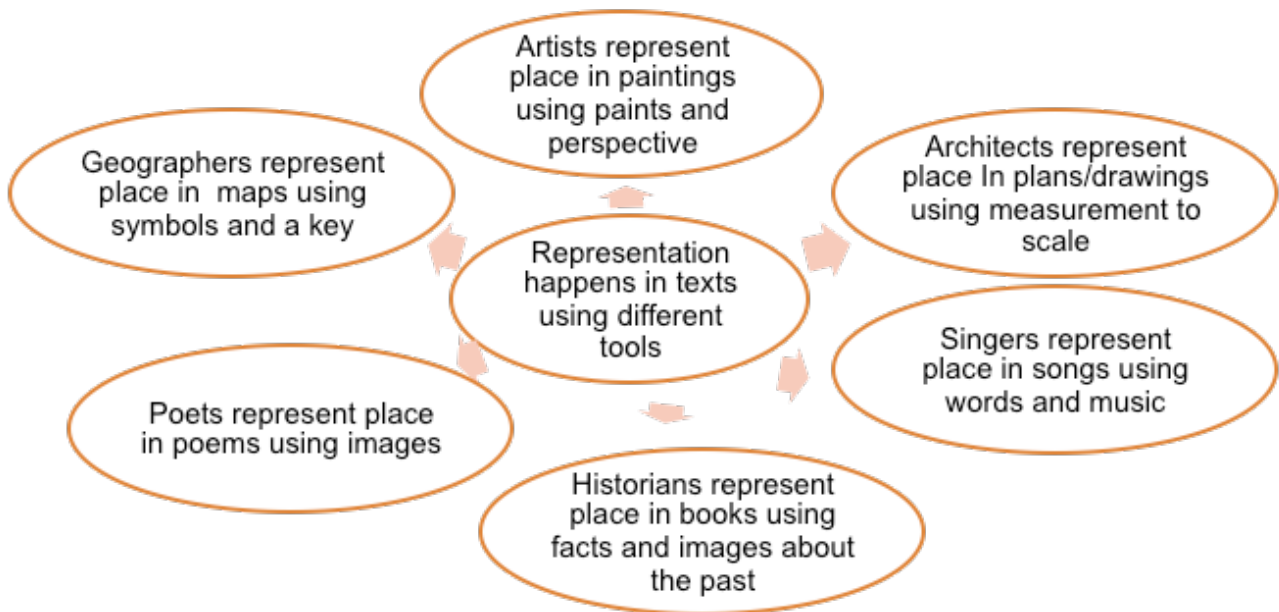 Artists represent
place in paintings
using paints and
perspective
Geographers represent
place in maps using
symbols and a key
Architects represent
place In plans/drawings
using measurement to
scale
Representation
happens in texts
using different
tools
Singers represent
place in songs using
words and music
Poets represent place
in poems using images
Historians represent
place in books using
facts and images about
the past